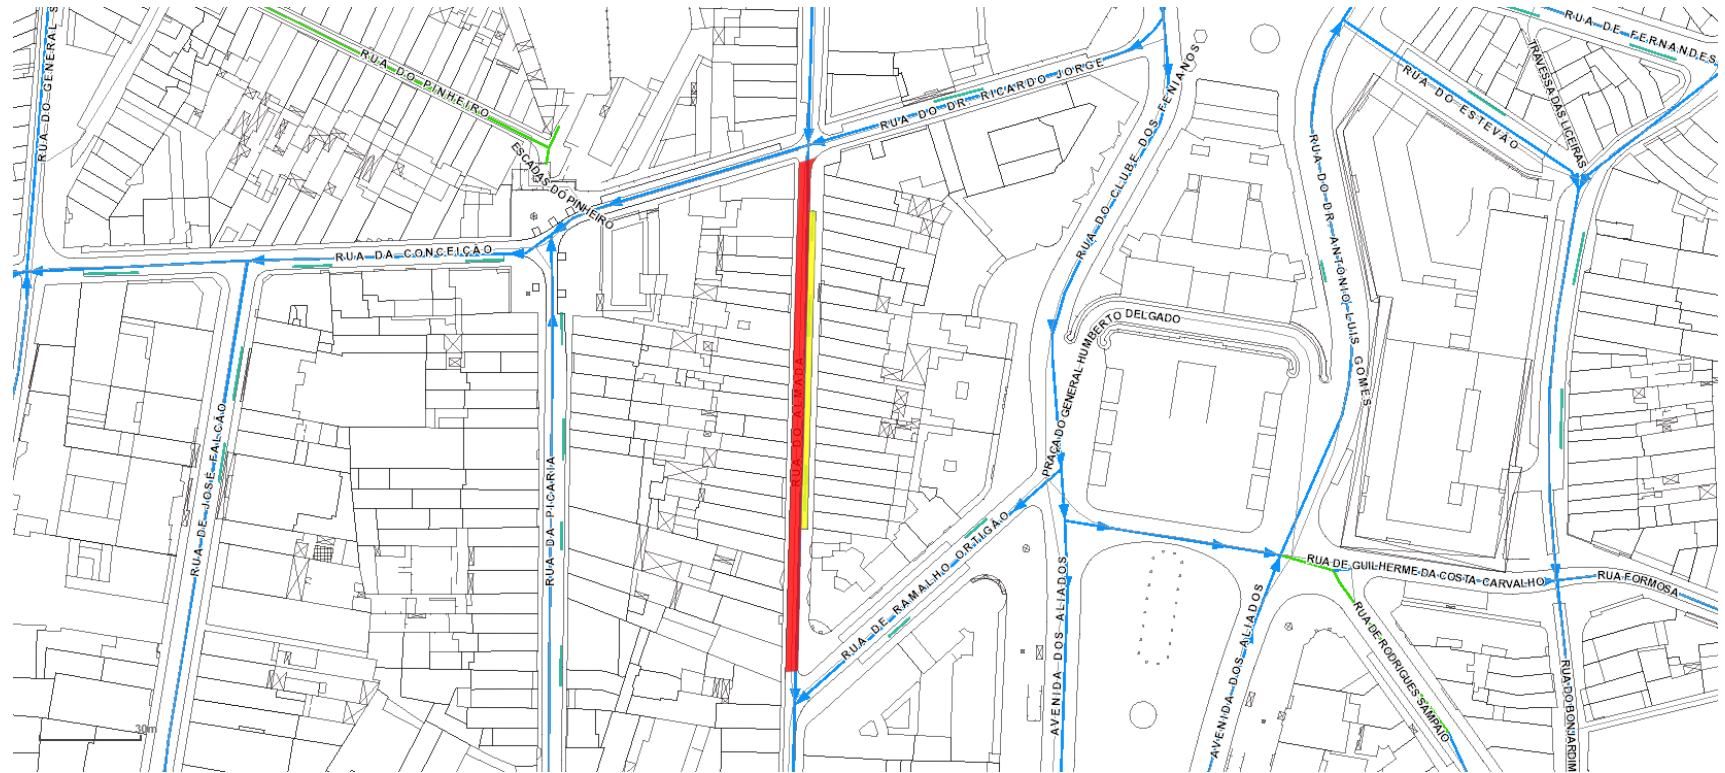 RUA DO GENERAL S
RUA DO PINHEIRO
ESCADAS DO PINHEIRO
RUA DA CONCEIÇÃO
RUA DO DR. RICARDO JORGE
RUA DO CLUBE DOS FENIANOS
RUA DE FERNANDES
TRAVESSA DAS LICEIRAS
RUA DO ESTEVÃO
RUA DO DR. ANTÓNIO LUIS GOMES
PRAÇA DO GENERAL HUMBERTO DELGADO
RUA DO ALMADA
RUA DE JOSÉ FALCÃO
RUA DA PICARIA
RUA DE RAMALHO ORTIGÃO
AVENIDA DOS ALIADOS
AVENIDA DOS ALIADOS
RUA DE GUILHERME DA COSTA CARVALHO
RUA FORMOSA
RUA DE RODRIGUES SAMPAIO
RUA DO BONJARDIM
30m